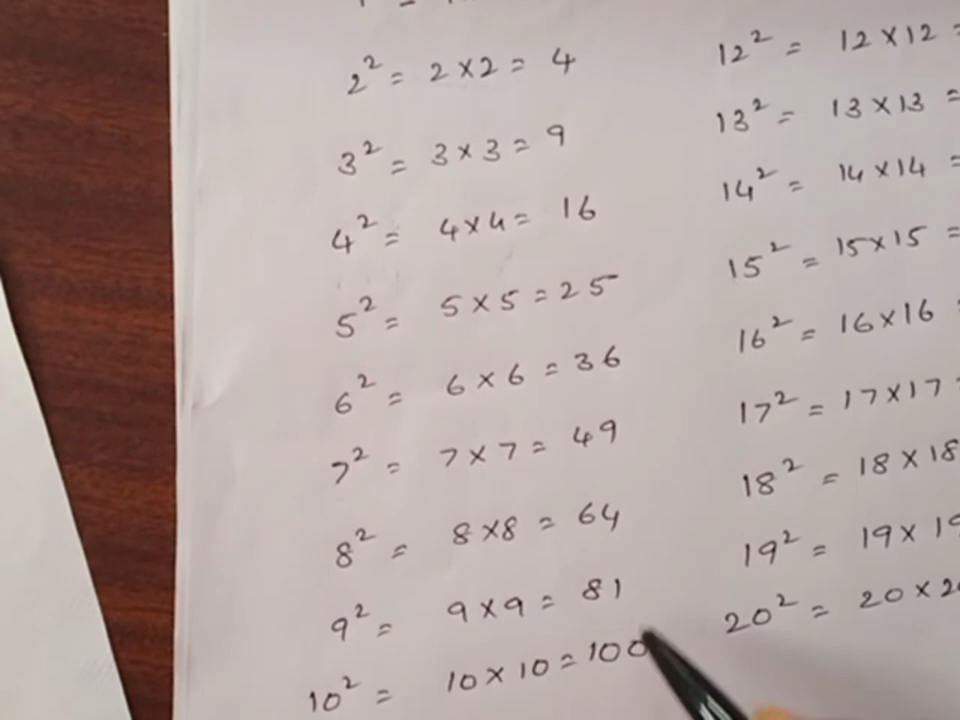 2² = 2 × 2 = 4
3² = 3 × 3 = 9
4² = 4 × 4 = 16
5² = 5 × 5 = 25
6² = 6 × 6 = 36
7² = 7 × 7 = 49
8² = 8 × 8 = 64
9² = 9 × 9 = 81
10² = 10 × 10 = 100
12² = 12 × 12 =
13² = 13 × 13 =
14² = 14 × 14 =
15² = 15 × 15 =
16² = 16 × 16
17² = 17 × 17
18² = 18 × 18
19² = 19 × 19
20² = 20 × 2